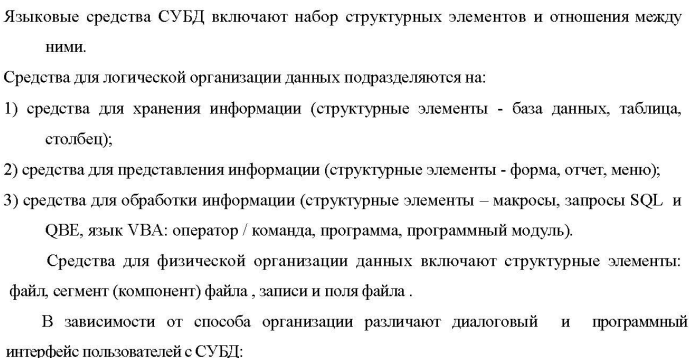 Языковые средства СУБД включают набор структурных элементов и отношения между
ними.
Средства для логической организации данных подразделяются на:
1) средства для хранения информации (структурные элементы - база данных, таблица,
столбец);
2) средства для представления информации (структурные элементы - форма, отчет, меню);
3) средства для обработки информации (структурные элементы – макросы, запросы SQL и
QBE, язык VBA: оператор / команда, программа, программный модуль).
Средства для физической организации данных включают структурные элементы:
файл, сегмент (компонент) файла , записи и поля файла .
В зависимости от способа организации различают диалоговый и программный
интерфейс пользователей с СУБД: